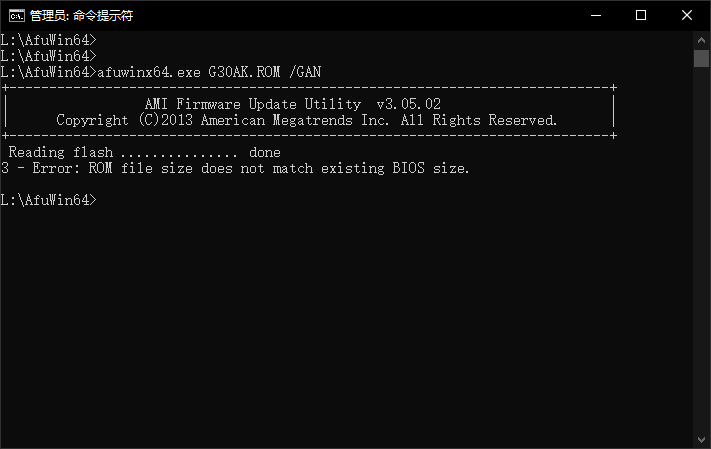 管理员: 命令提示符
L:\AfuWin64>
L:\AfuWin64>
L:\AfuWin64>afuwinx64.exe G30AK.ROM /GAN
+---------------------------------------------------------------------------+
|                 AMI Firmware Update Utility  v3.05.02                     |
|      Copyright (C)2013 American Megatrends Inc. All Rights Reserved.      |
+---------------------------------------------------------------------------+
Reading flash ............... done
3 - Error: ROM file size does not match existing BIOS size.
L:\AfuWin64>